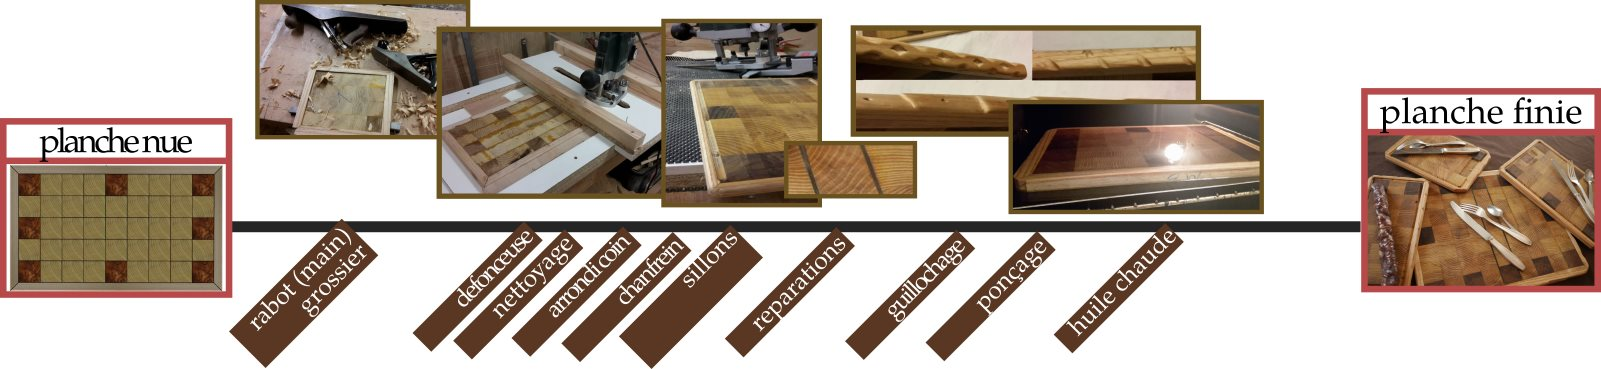 planche nue
rabot (main)
grossier
defonceuse
nettoyage
arrondi coin
chanfrein
sillons
reparations
guillochage
ponçage
huile chaude
planche finie